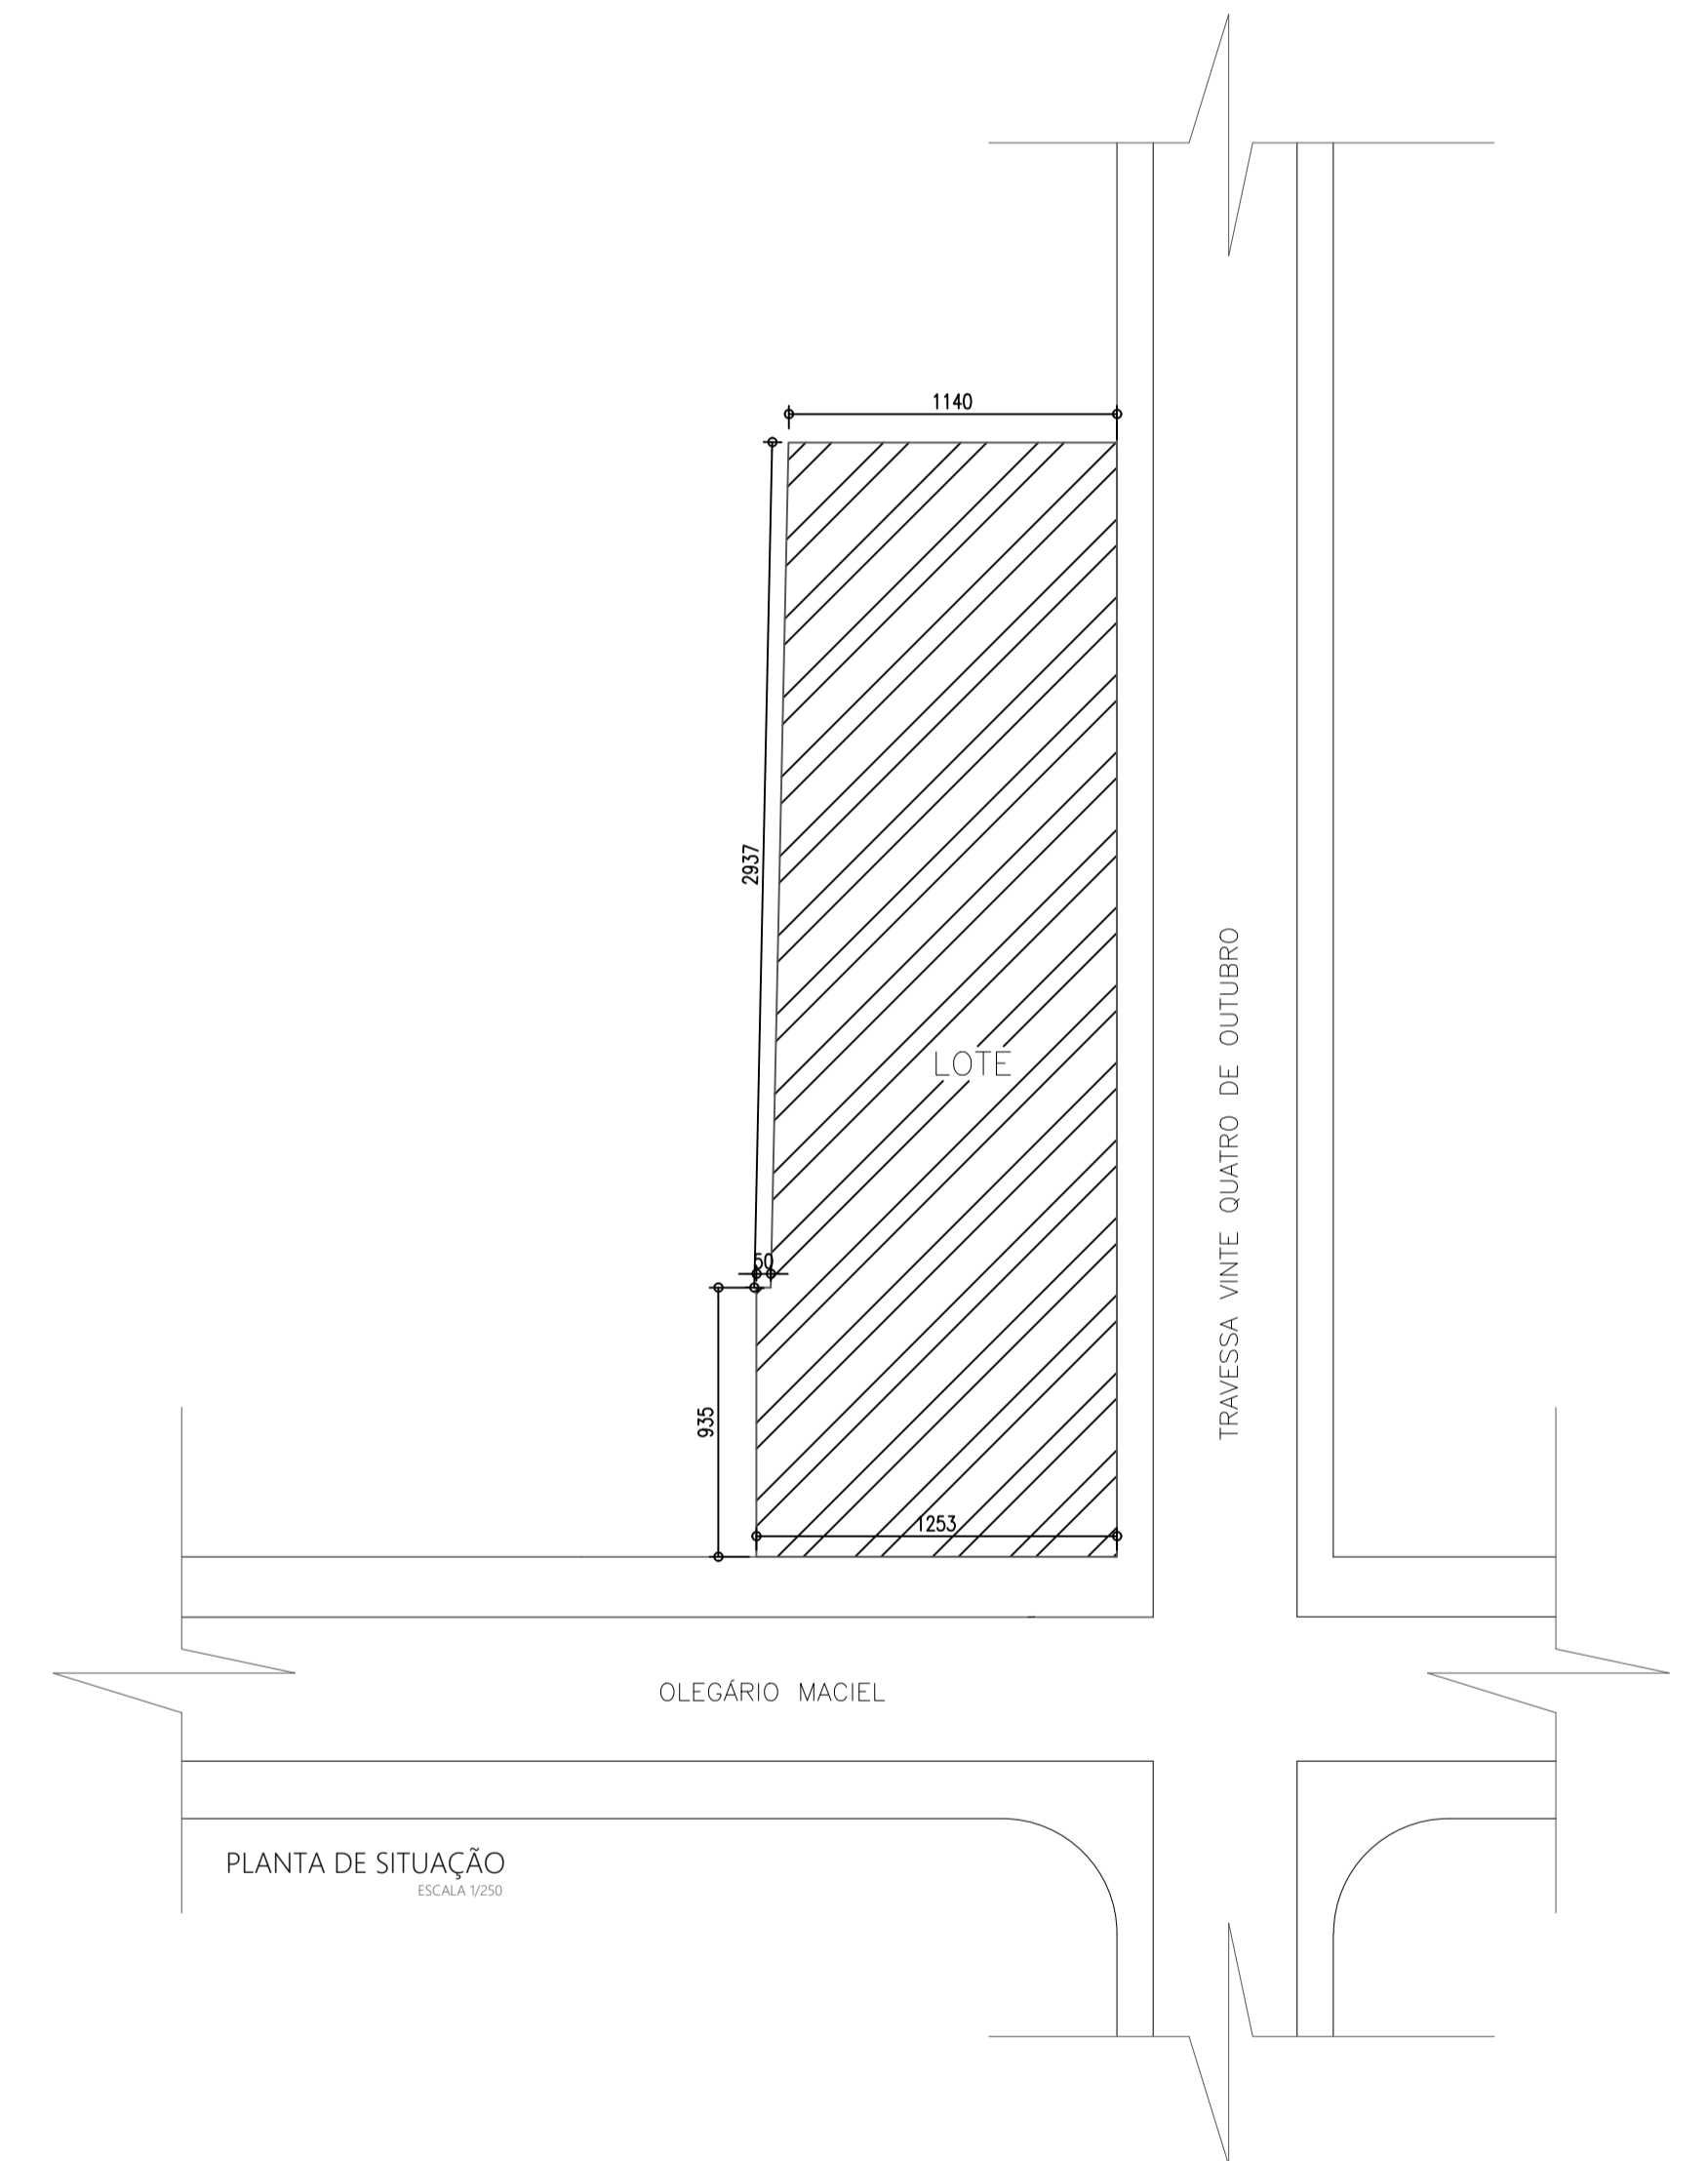 1140
2937
LOTE
TRAVESSA VINTE QUATRO DE OUTUBRO
50
935
1253
OLEGÁRIO MACIEL
PLANTA DE SITUAÇÃO
ESCALA 1/250